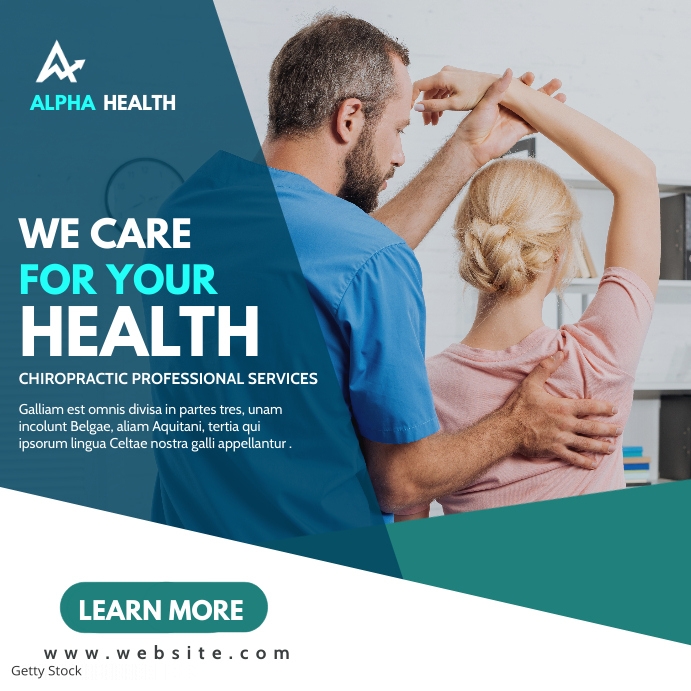 ALPHA HEALTH
WE CARE
FOR YOUR
HEALTH
CHIROPRACTIC PROFESSIONAL SERVICES
Galliam est omnis divisa in partes tres, unam
incolunt Belgae, aliam Aquitani, tertia qui
ipsorum lingua Celtae nostra galli appellantur .
LEARN MORE
www.website.com
Getty Stock